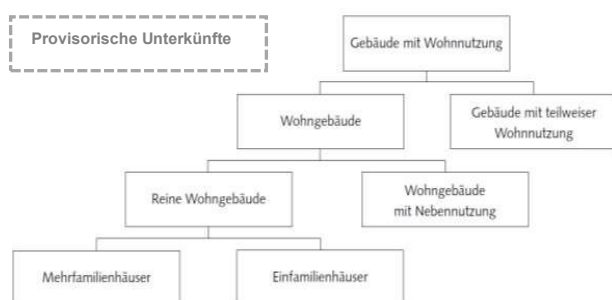 Provisorische Unterkünfte
Gebäude mit Wohnnutzung
Wohngebäude
Gebäude mit teilweiser
Wohnnutzung
Reine Wohngebäude
Wohngebäude
mit Nebennutzung
Mehrfamilienhäuser
Einfamilienhäuser